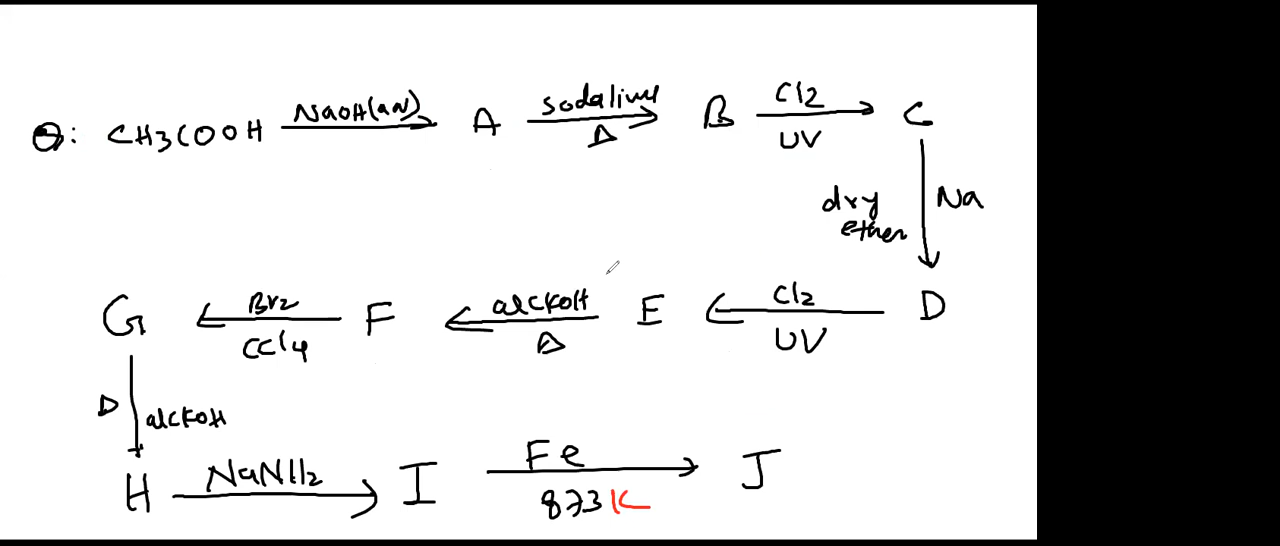 Q: CH3COOH NaOH(aq) A sodalime Δ B Cl2 UV C
dry ether Na
G Br2 CCl4 F alcKOH Δ E Cl2 UV D
Δ alcKOH
H NaNH2 I Fe 873K J